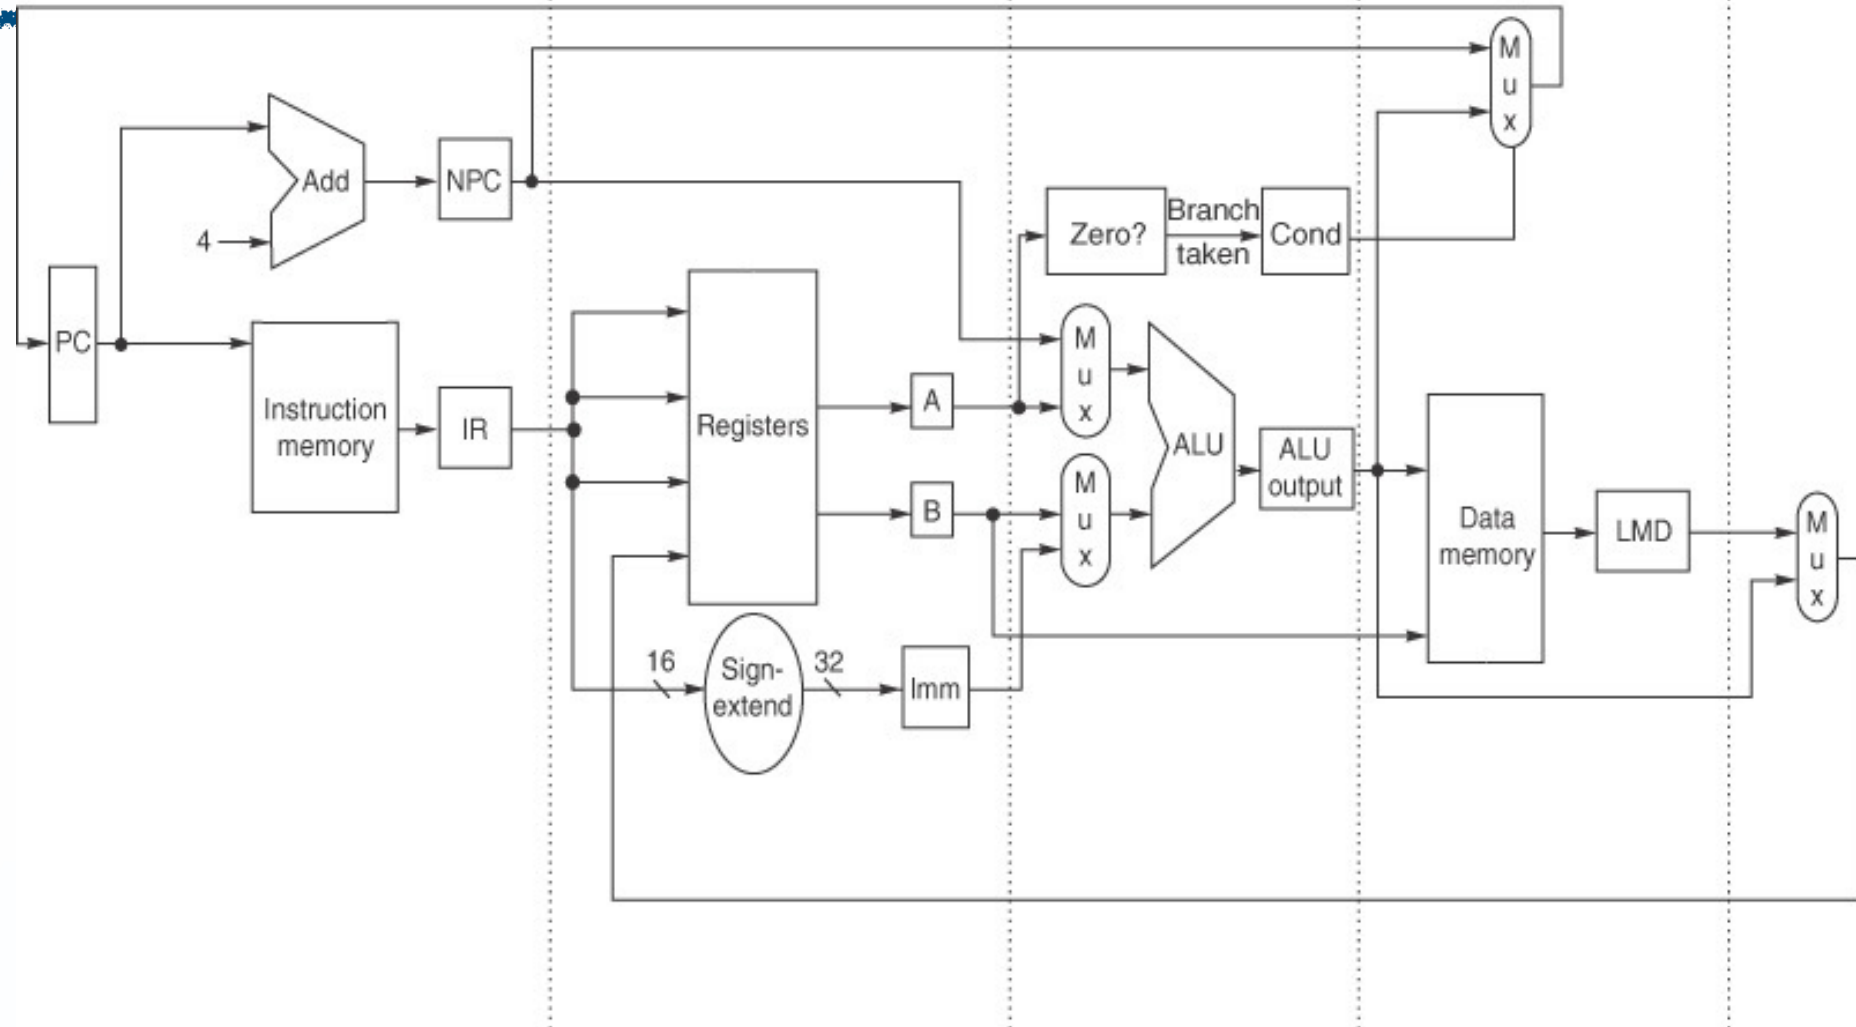 M
u
x
Add
NPC
4
Zero?
Branch
taken
Cond
PC
Instruction
memory
IR
Registers
A
B
M
u
x
M
u
x
ALU
ALU
output
Data
memory
LMD
M
u
x
16
Sign-
extend
32
Imm